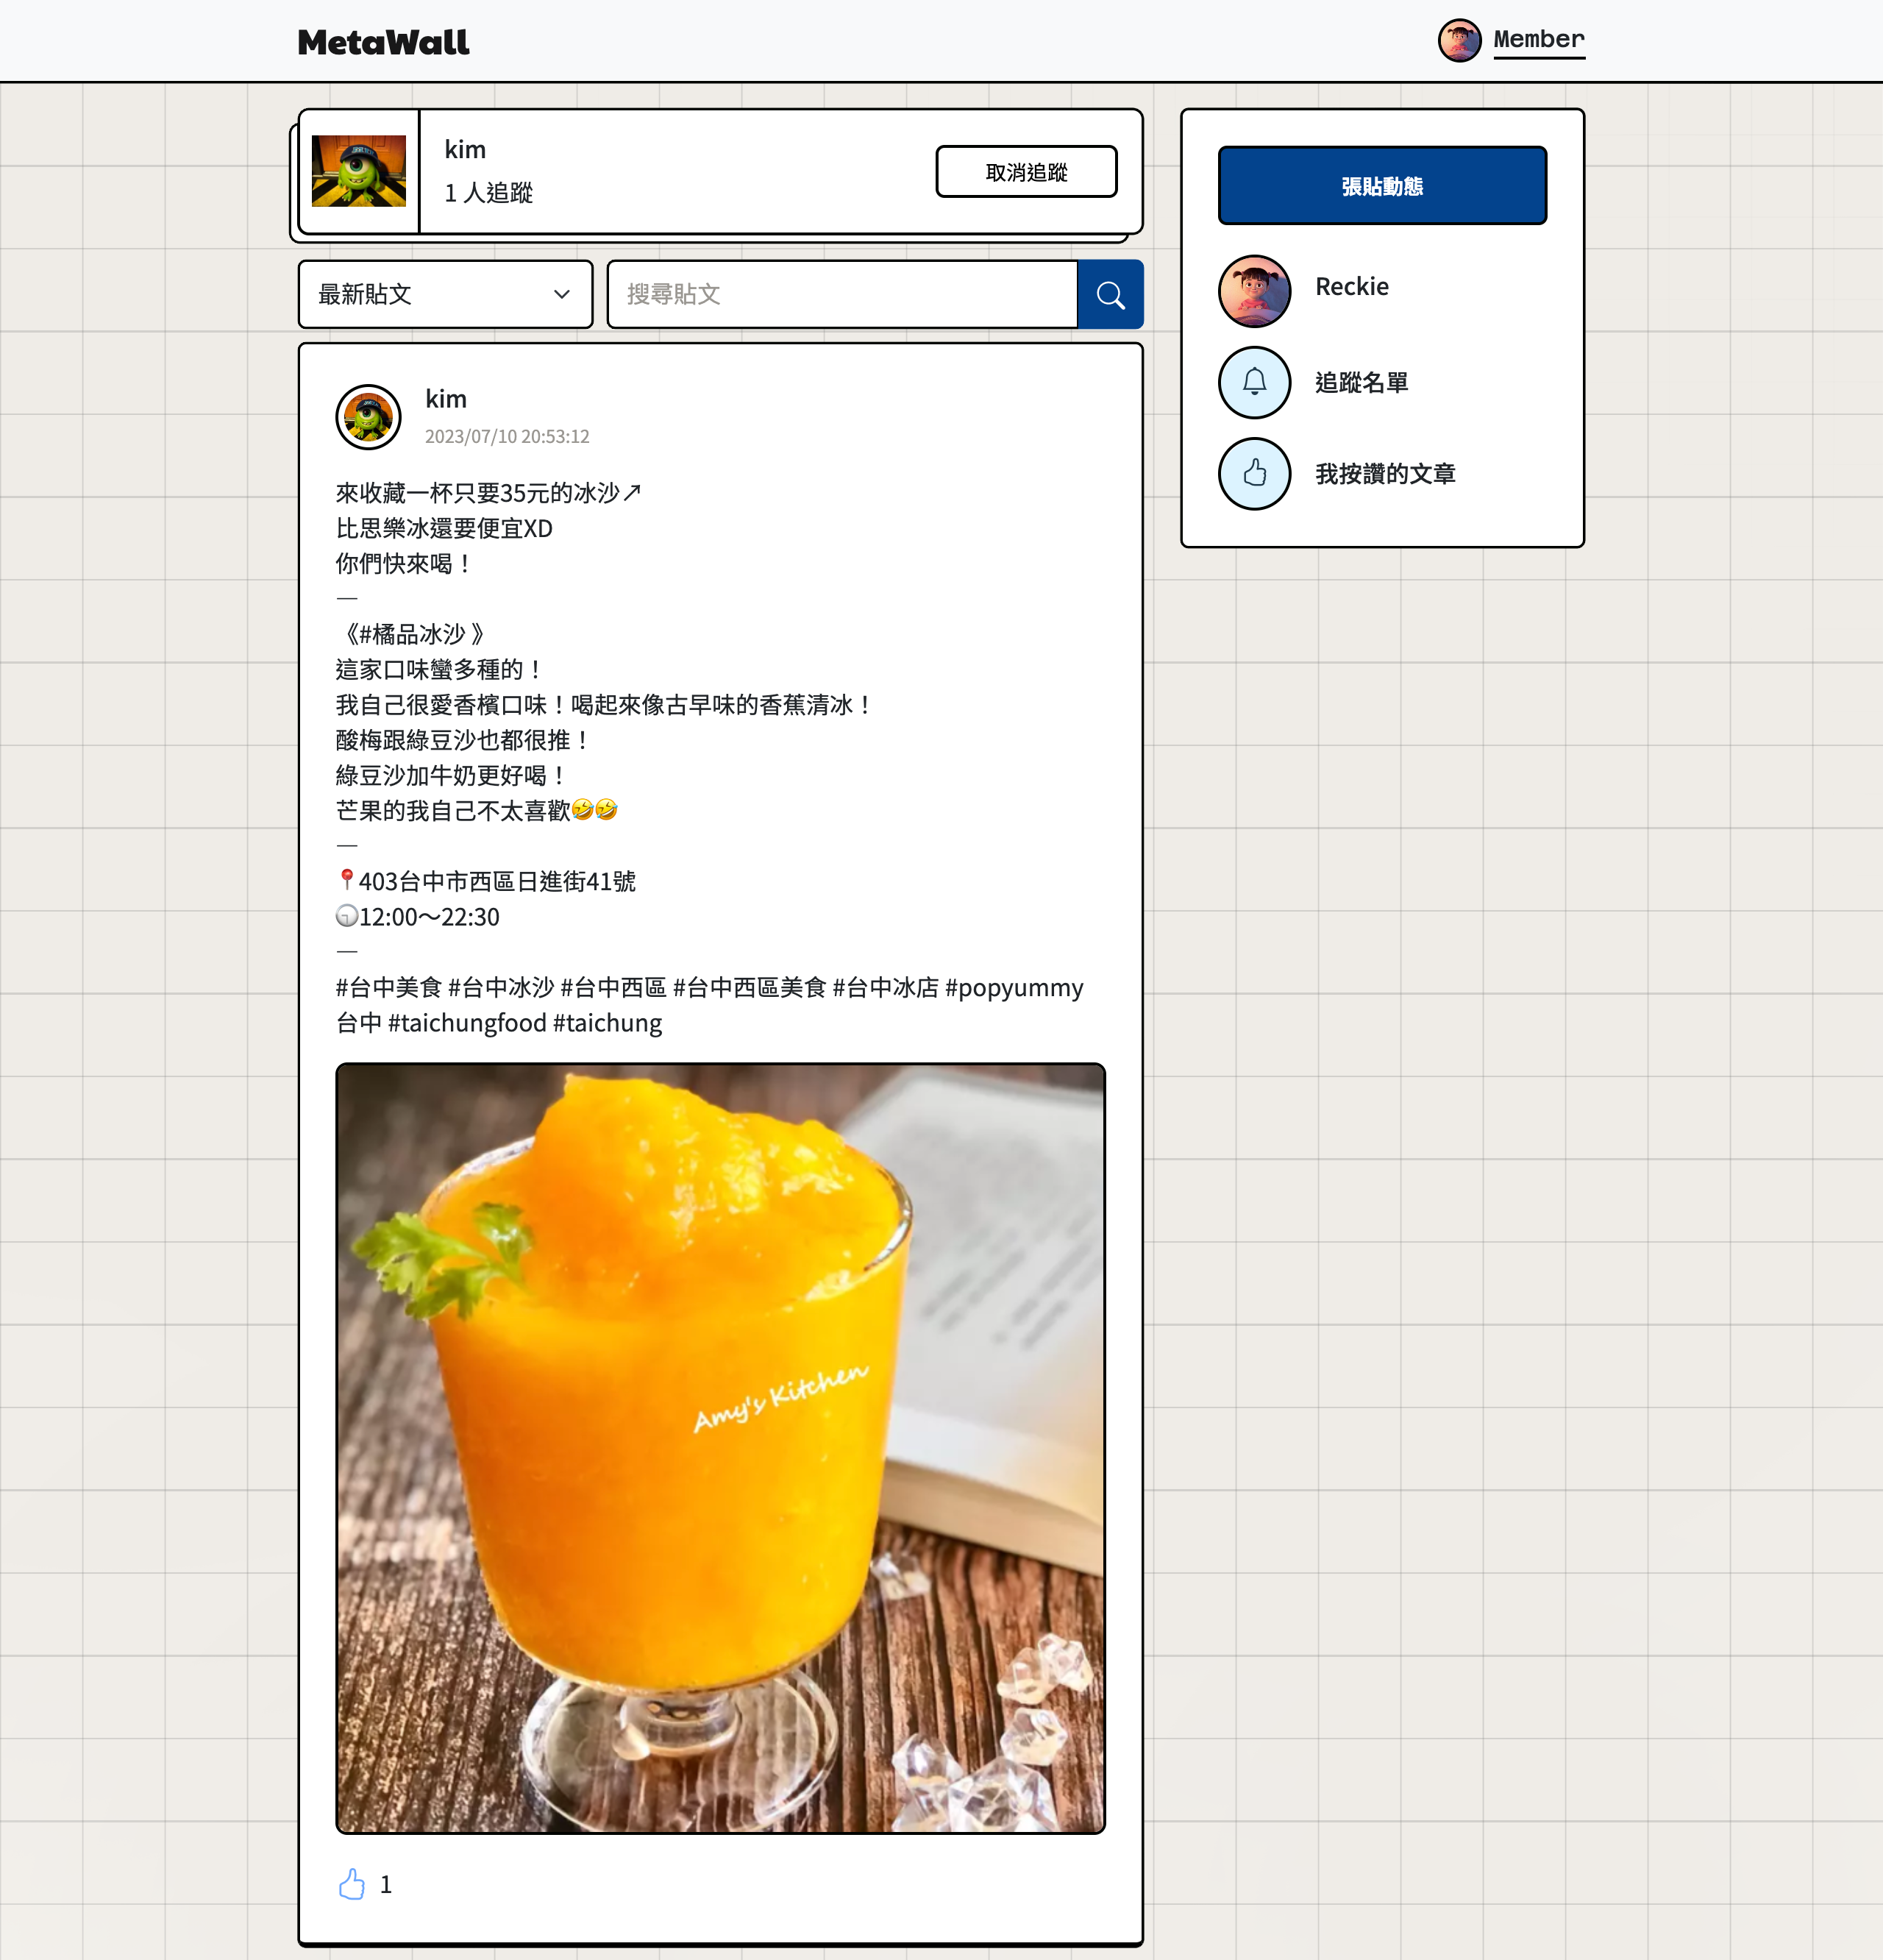 MetaWall
Member
kim
1 人追蹤
取消追蹤
最新貼文
搜尋貼文
kim
2023/07/10 20:53:12
來收藏一杯只要35元的冰沙↗
比思樂冰還要便宜XD
你們快來喝！
—
《#橘品冰沙 》
這家口味蠻多種的！
我自己很愛香檳口味！喝起來像古早味的香蕉清冰！
酸梅跟綠豆沙也都很推！
綠豆沙加牛奶更好喝！
芒果的我自己不太喜歡🤣🤣
—
📍403台中市西區日進街41號
🕘12:00～22:30
—
#台中美食 #台中冰沙 #台中西區 #台中西區美食 #台中冰店 #popyummy
台中 #taichungfood #taichung
Amy's Kitchen
1
張貼動態
Reckie
追蹤名單
我按讚的文章